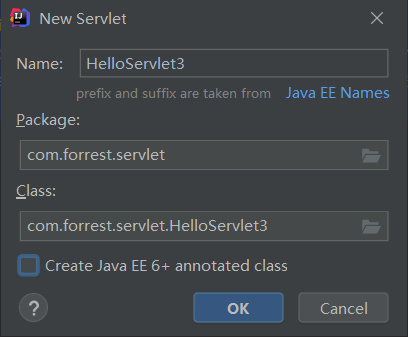 New Servlet
Name: HelloServlet3
prefix and suffix are taken from Java EE Names
Package:
com.forrest.servlet
Class:
com.forrest.servlet.HelloServlet3
Create Java EE 6+ annotated class
? OK Cancel